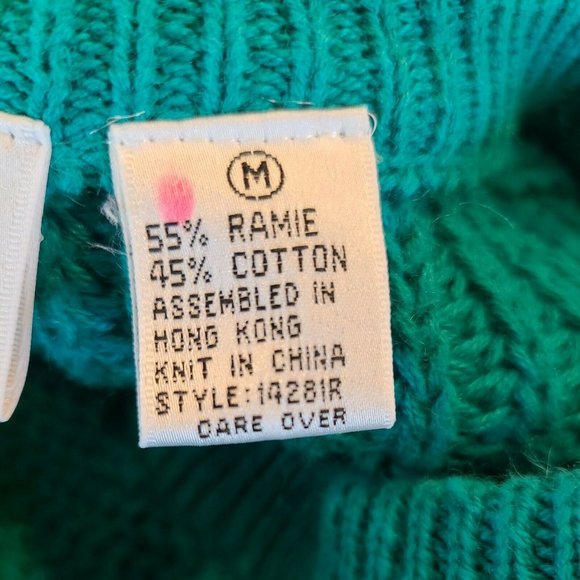 M
55% RAMIE
45% COTTON
ASSEMBLED IN
HONG KONG
KNIT IN CHINA
STYLE:14281R
CARE OVER